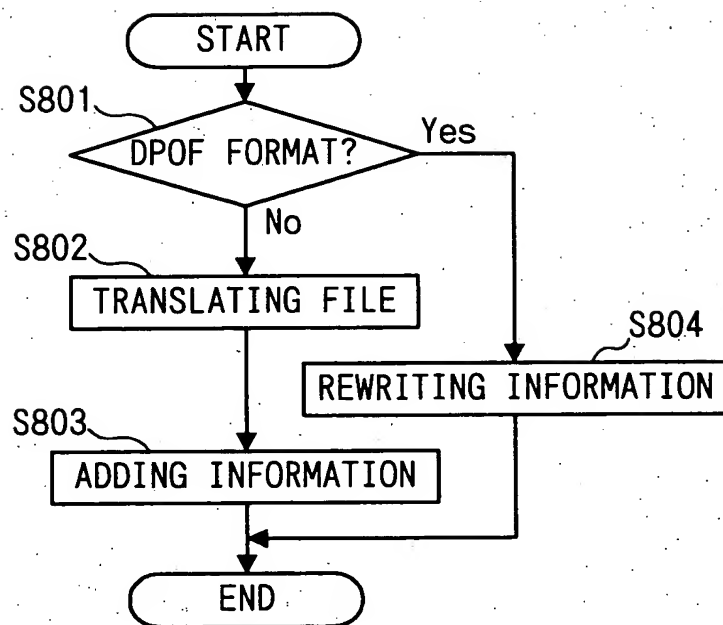 START
S801
DPOF FORMAT?
Yes
No
S802
TRANSLATING FILE
S804
REWRITING INFORMATION
S803
ADDING INFORMATION
END